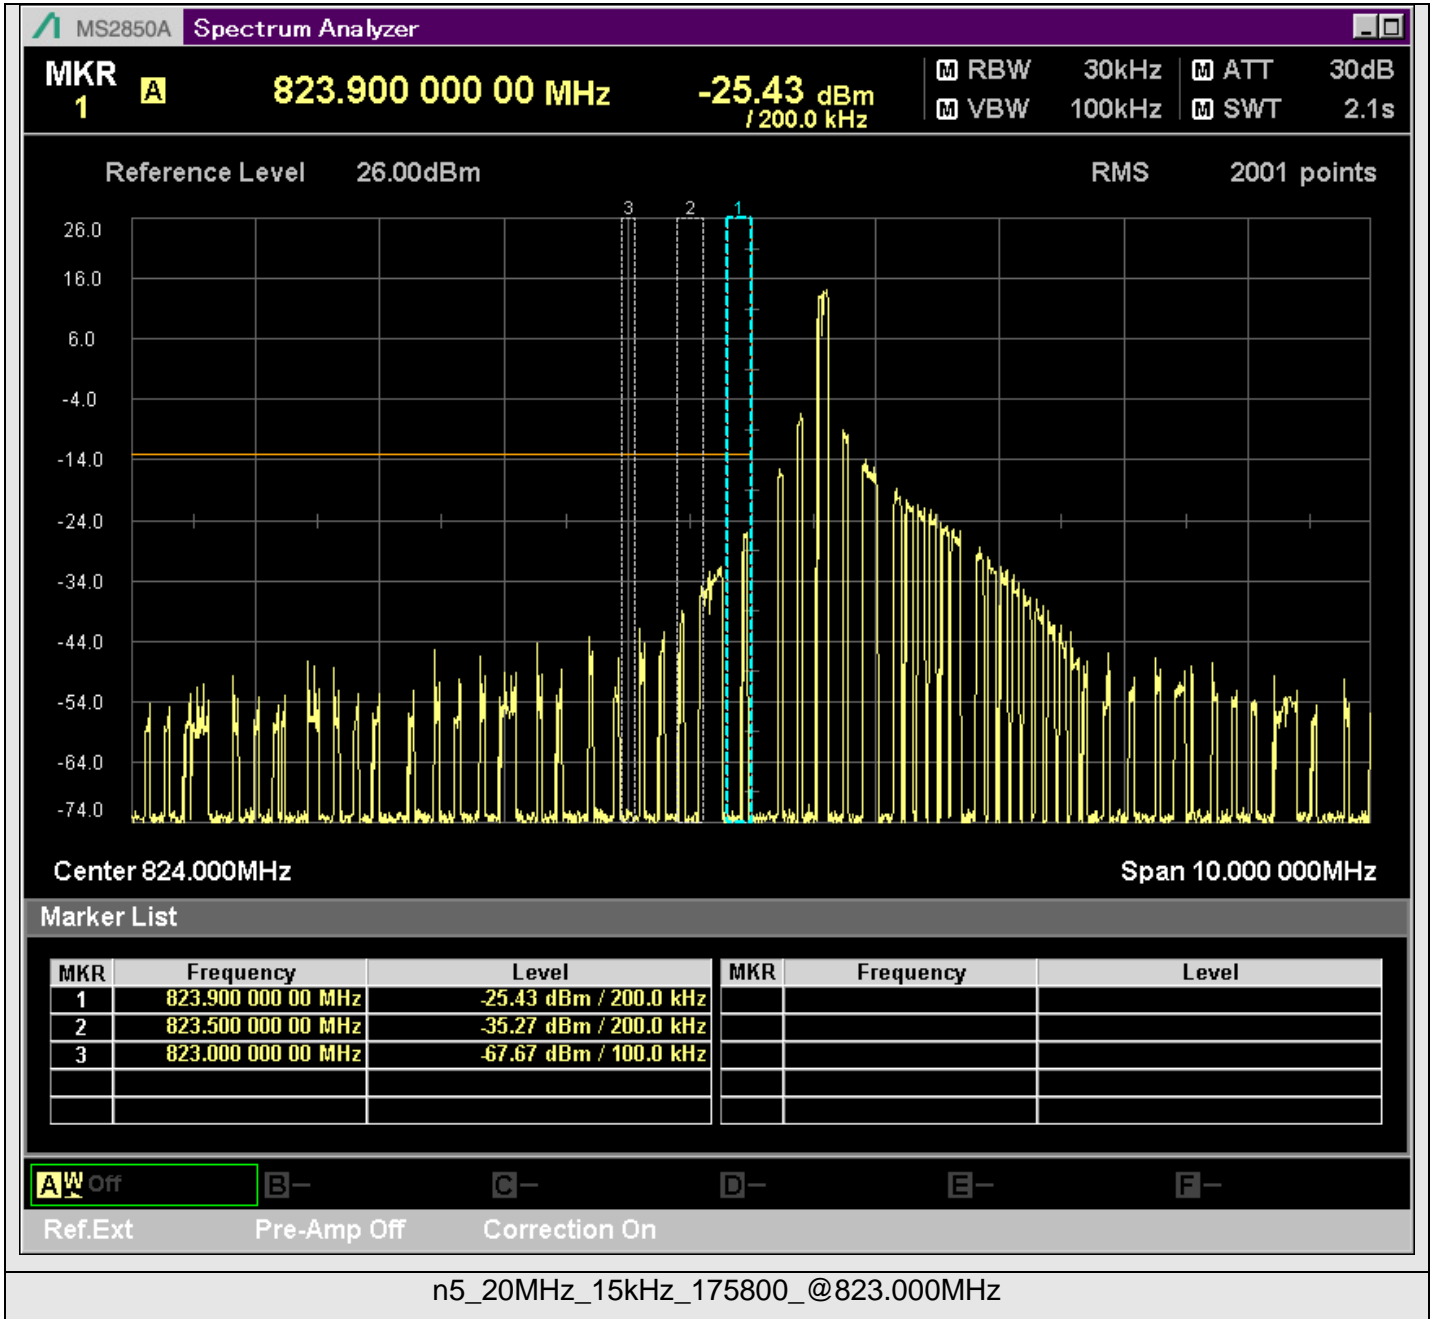 MS2850A Spectrum Analyzer
MKR 1 A 823.900 000 00 MHz -25.43 dBm / 200.0 kHz
M RBW 30kHz M ATT 30dB
M VBW 100kHz M SWT 2.1s
Reference Level 26.00dBm RMS 2001 points
3 2 1
26.0
16.0
6.0
-4.0
-14.0
-24.0
-34.0
-44.0
-54.0
-64.0
-74.0
Center 824.000MHz Span 10.000 000MHz
Marker List
MKR Frequency Level MKR Frequency Level
1 823.900 000 00 MHz -25.43 dBm / 200.0 kHz
2 823.500 000 00 MHz -35.27 dBm / 200.0 kHz
3 823.000 000 00 MHz -67.67 dBm / 100.0 kHz
A W Off B– C– D– E– F–
Ref.Ext Pre-Amp Off Correction On
n5_20MHz_15kHz_175800_@823.000MHz